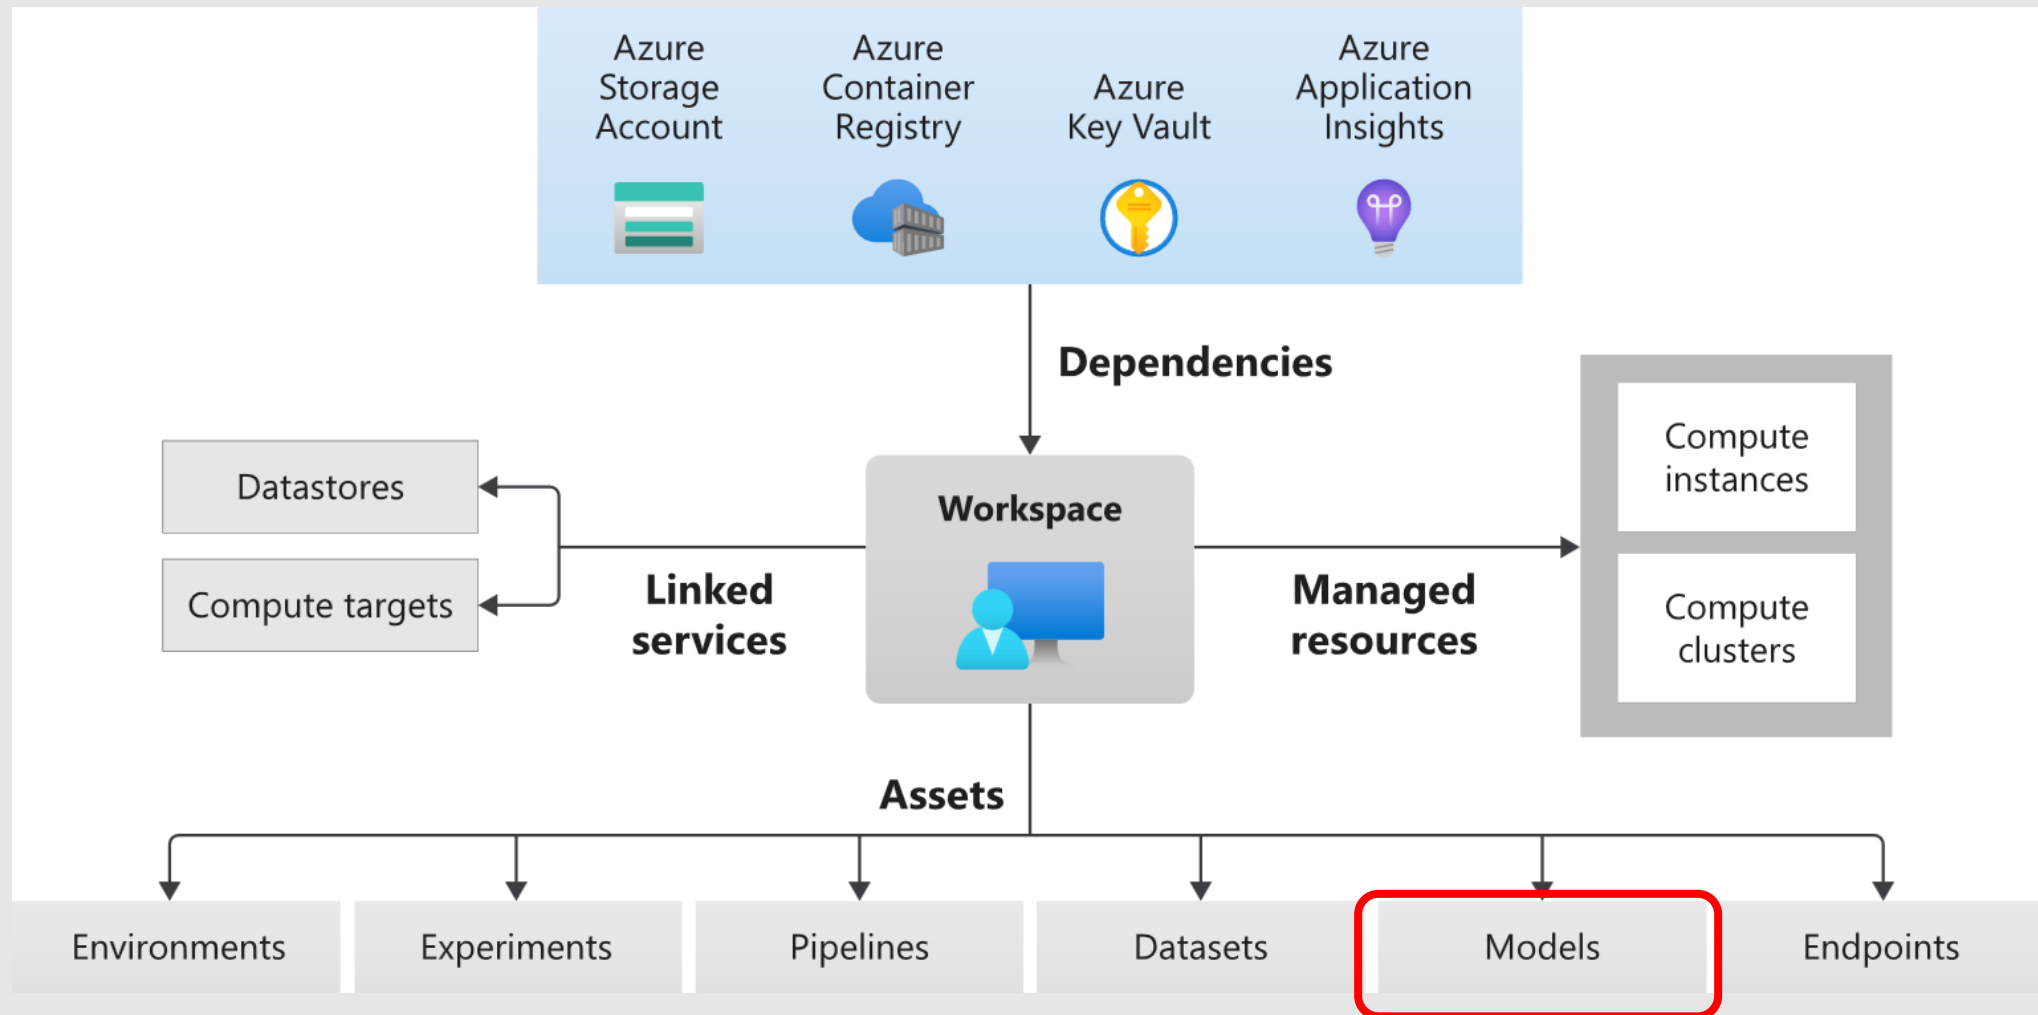 Azure
Storage
Account
Azure
Container
Registry
Azure
Key Vault
Azure
Application
Insights
Dependencies
Datastores
Compute targets
Linked
services
Workspace
Managed
resources
Compute
instances
Compute
clusters
Assets
Environments
Experiments
Pipelines
Datasets
Models
Endpoints